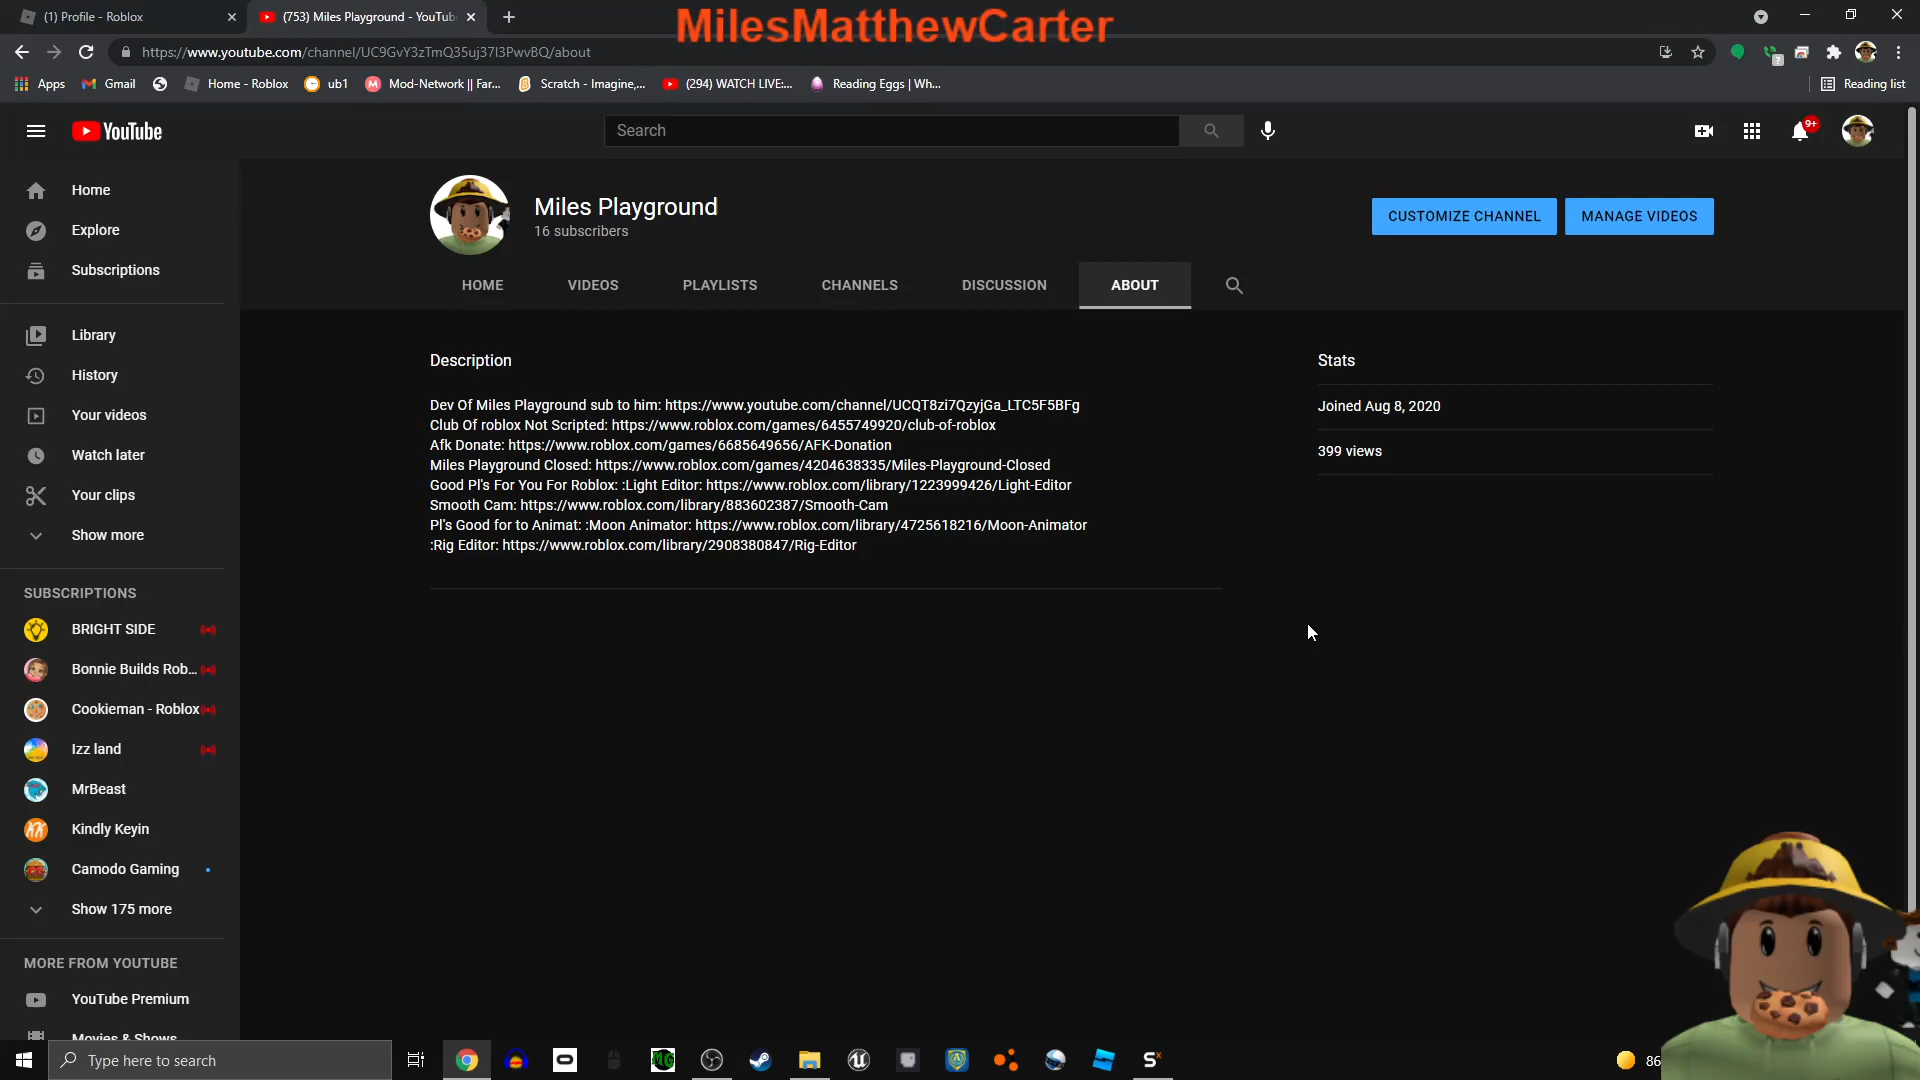 (1) Profile - Roblox
(753) Miles Playground - YouTub
MilesMatthewCarter
https://www.youtube.com/channel/UC9GvY3zTmQ35uj37I3PwvBQ/about
Apps
Gmail
Home - Roblox
ub1
Mod-Network || Far...
Scratch - Imagine,...
(294) WATCH LIVE:...
Reading Eggs | Wh...
Reading list
YouTube
Search
9+
Home
Explore
Subscriptions
Library
History
Your videos
Watch later
Your clips
Show more
SUBSCRIPTIONS
BRIGHT SIDE
Bonnie Builds Rob...
Cookieman - Roblox
Izz land
MrBeast
Kindly Keyin
Camodo Gaming
Show 175 more
MORE FROM YOUTUBE
YouTube Premium
Movies & Shows
Miles Playground
16 subscribers
CUSTOMIZE CHANNEL
MANAGE VIDEOS
HOME
VIDEOS
PLAYLISTS
CHANNELS
DISCUSSION
ABOUT
Description
Dev Of Miles Playground sub to him: https://www.youtube.com/channel/UCQT8zi7QzyjGa_LTC5F5BFg
Club Of roblox Not Scripted: https://www.roblox.com/games/6455749920/club-of-roblox
Afk Donate: https://www.roblox.com/games/6685649656/AFK-Donation
Miles Playground Closed: https://www.roblox.com/games/4204638335/Miles-Playground-Closed
Good Pl's For You For Roblox: :Light Editor: https://www.roblox.com/library/1223999426/Light-Editor
Smooth Cam: https://www.roblox.com/library/883602387/Smooth-Cam
Pl's Good for to Animat: :Moon Animator: https://www.roblox.com/library/4725618216/Moon-Animator
:Rig Editor: https://www.roblox.com/library/2908380847/Rig-Editor
Stats
Joined Aug 8, 2020
399 views
Type here to search
MG
86